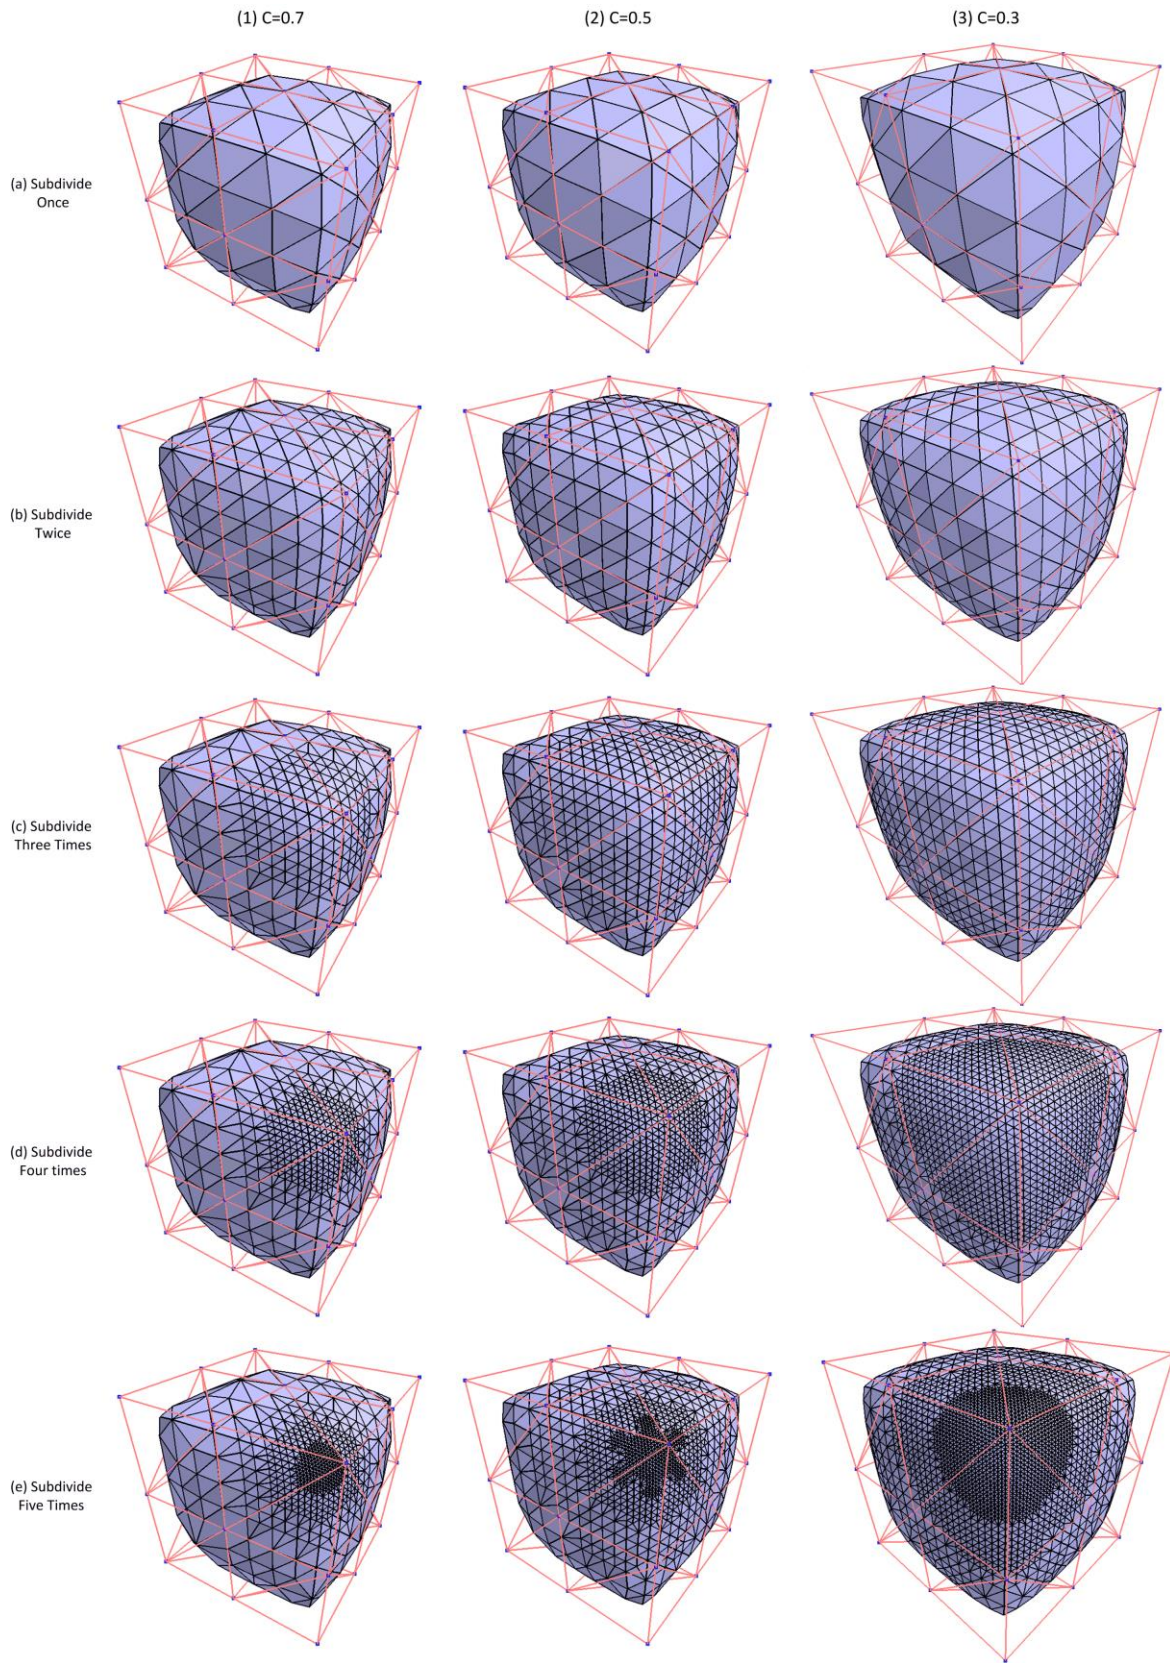 (1) C=0.7
(2) C=0.5
(3) C=0.3
(a) Subdivide
Once
(b) Subdivide
Twice
(c) Subdivide
Three Times
(d) Subdivide
Four times
(e) Subdivide
Five Times